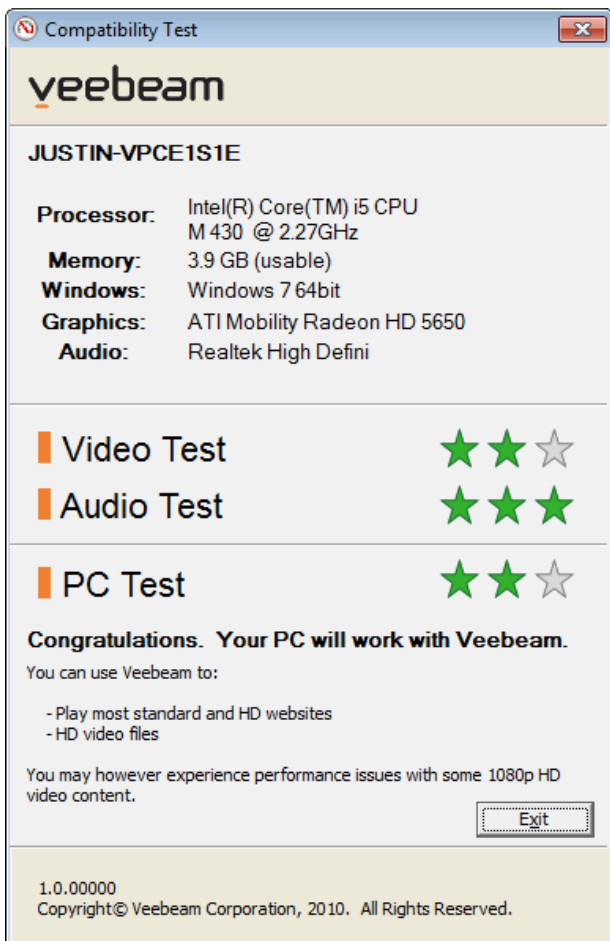 Compatibility Test
veebeam
JUSTIN-VPCE1S1E
Processor: Intel(R) Core(TM) i5 CPU
M 430 @ 2.27GHz
Memory: 3.9 GB (usable)
Windows: Windows 7 64bit
Graphics: ATI Mobility Radeon HD 5650
Audio: Realtek High Defini
Video Test
Audio Test
PC Test
Congratulations. Your PC will work with Veebeam.
You can use Veebeam to:
- Play most standard and HD websites
- HD video files
You may however experience performance issues with some 1080p HD
video content.
Exit
1.0.00000
Copyright© Veebeam Corporation, 2010. All Rights Reserved.